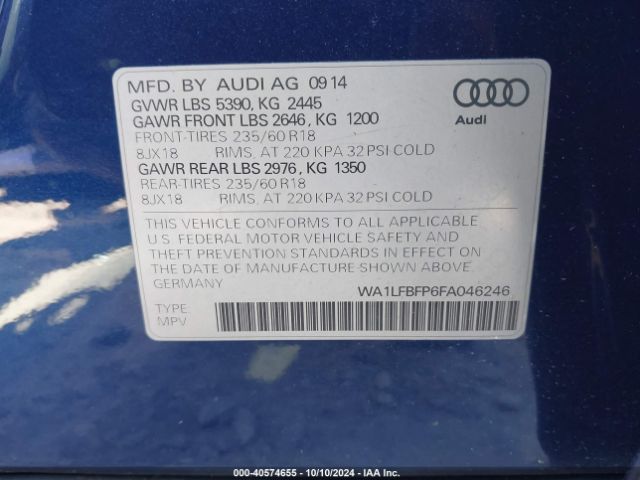 MFD. BY AUDI AG 09 14
GVWR LBS 5390, KG 2445
GAWR FRONT LBS 2646, KG 1200
FRONT-TIRES 235/60 R18
8JX18 RIMS, AT 220 KPA 32 PSI COLD
GAWR REAR LBS 2976, KG 1350
REAR-TIRES 235/60 R18
8JX18 RIMS, AT 220 KPA 32 PSI COLD
Audi
THIS VEHICLE CONFORMS TO ALL APPLICABLE
U.S. FEDERAL MOTOR VEHICLE SAFETY AND
THEFT PREVENTION STANDARDS IN EFFECT ON
THE DATE OF MANUFACTURE SHOWN ABOVE.
GERMANY
WA1LFBFP6FA046246
TYPE:
MPV
000-40574655 - 10/10/2024 - IAAI.COM